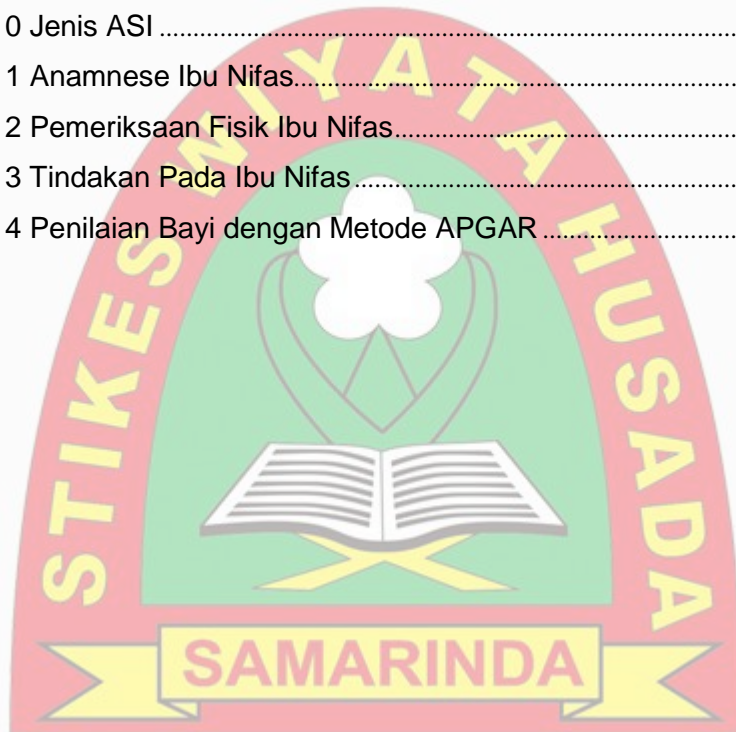 0 Jenis ASI ........................................................................
1 Anamnese Ibu Nifas.......................................................
2 Pemeriksaan Fisik Ibu Nifas...........................................
3 Tindakan Pada Ibu Nifas ................................................
4 Penilaian Bayi dengan Metode APGAR .........................
STIKES WIYATA HUSADA
SAMARINDA